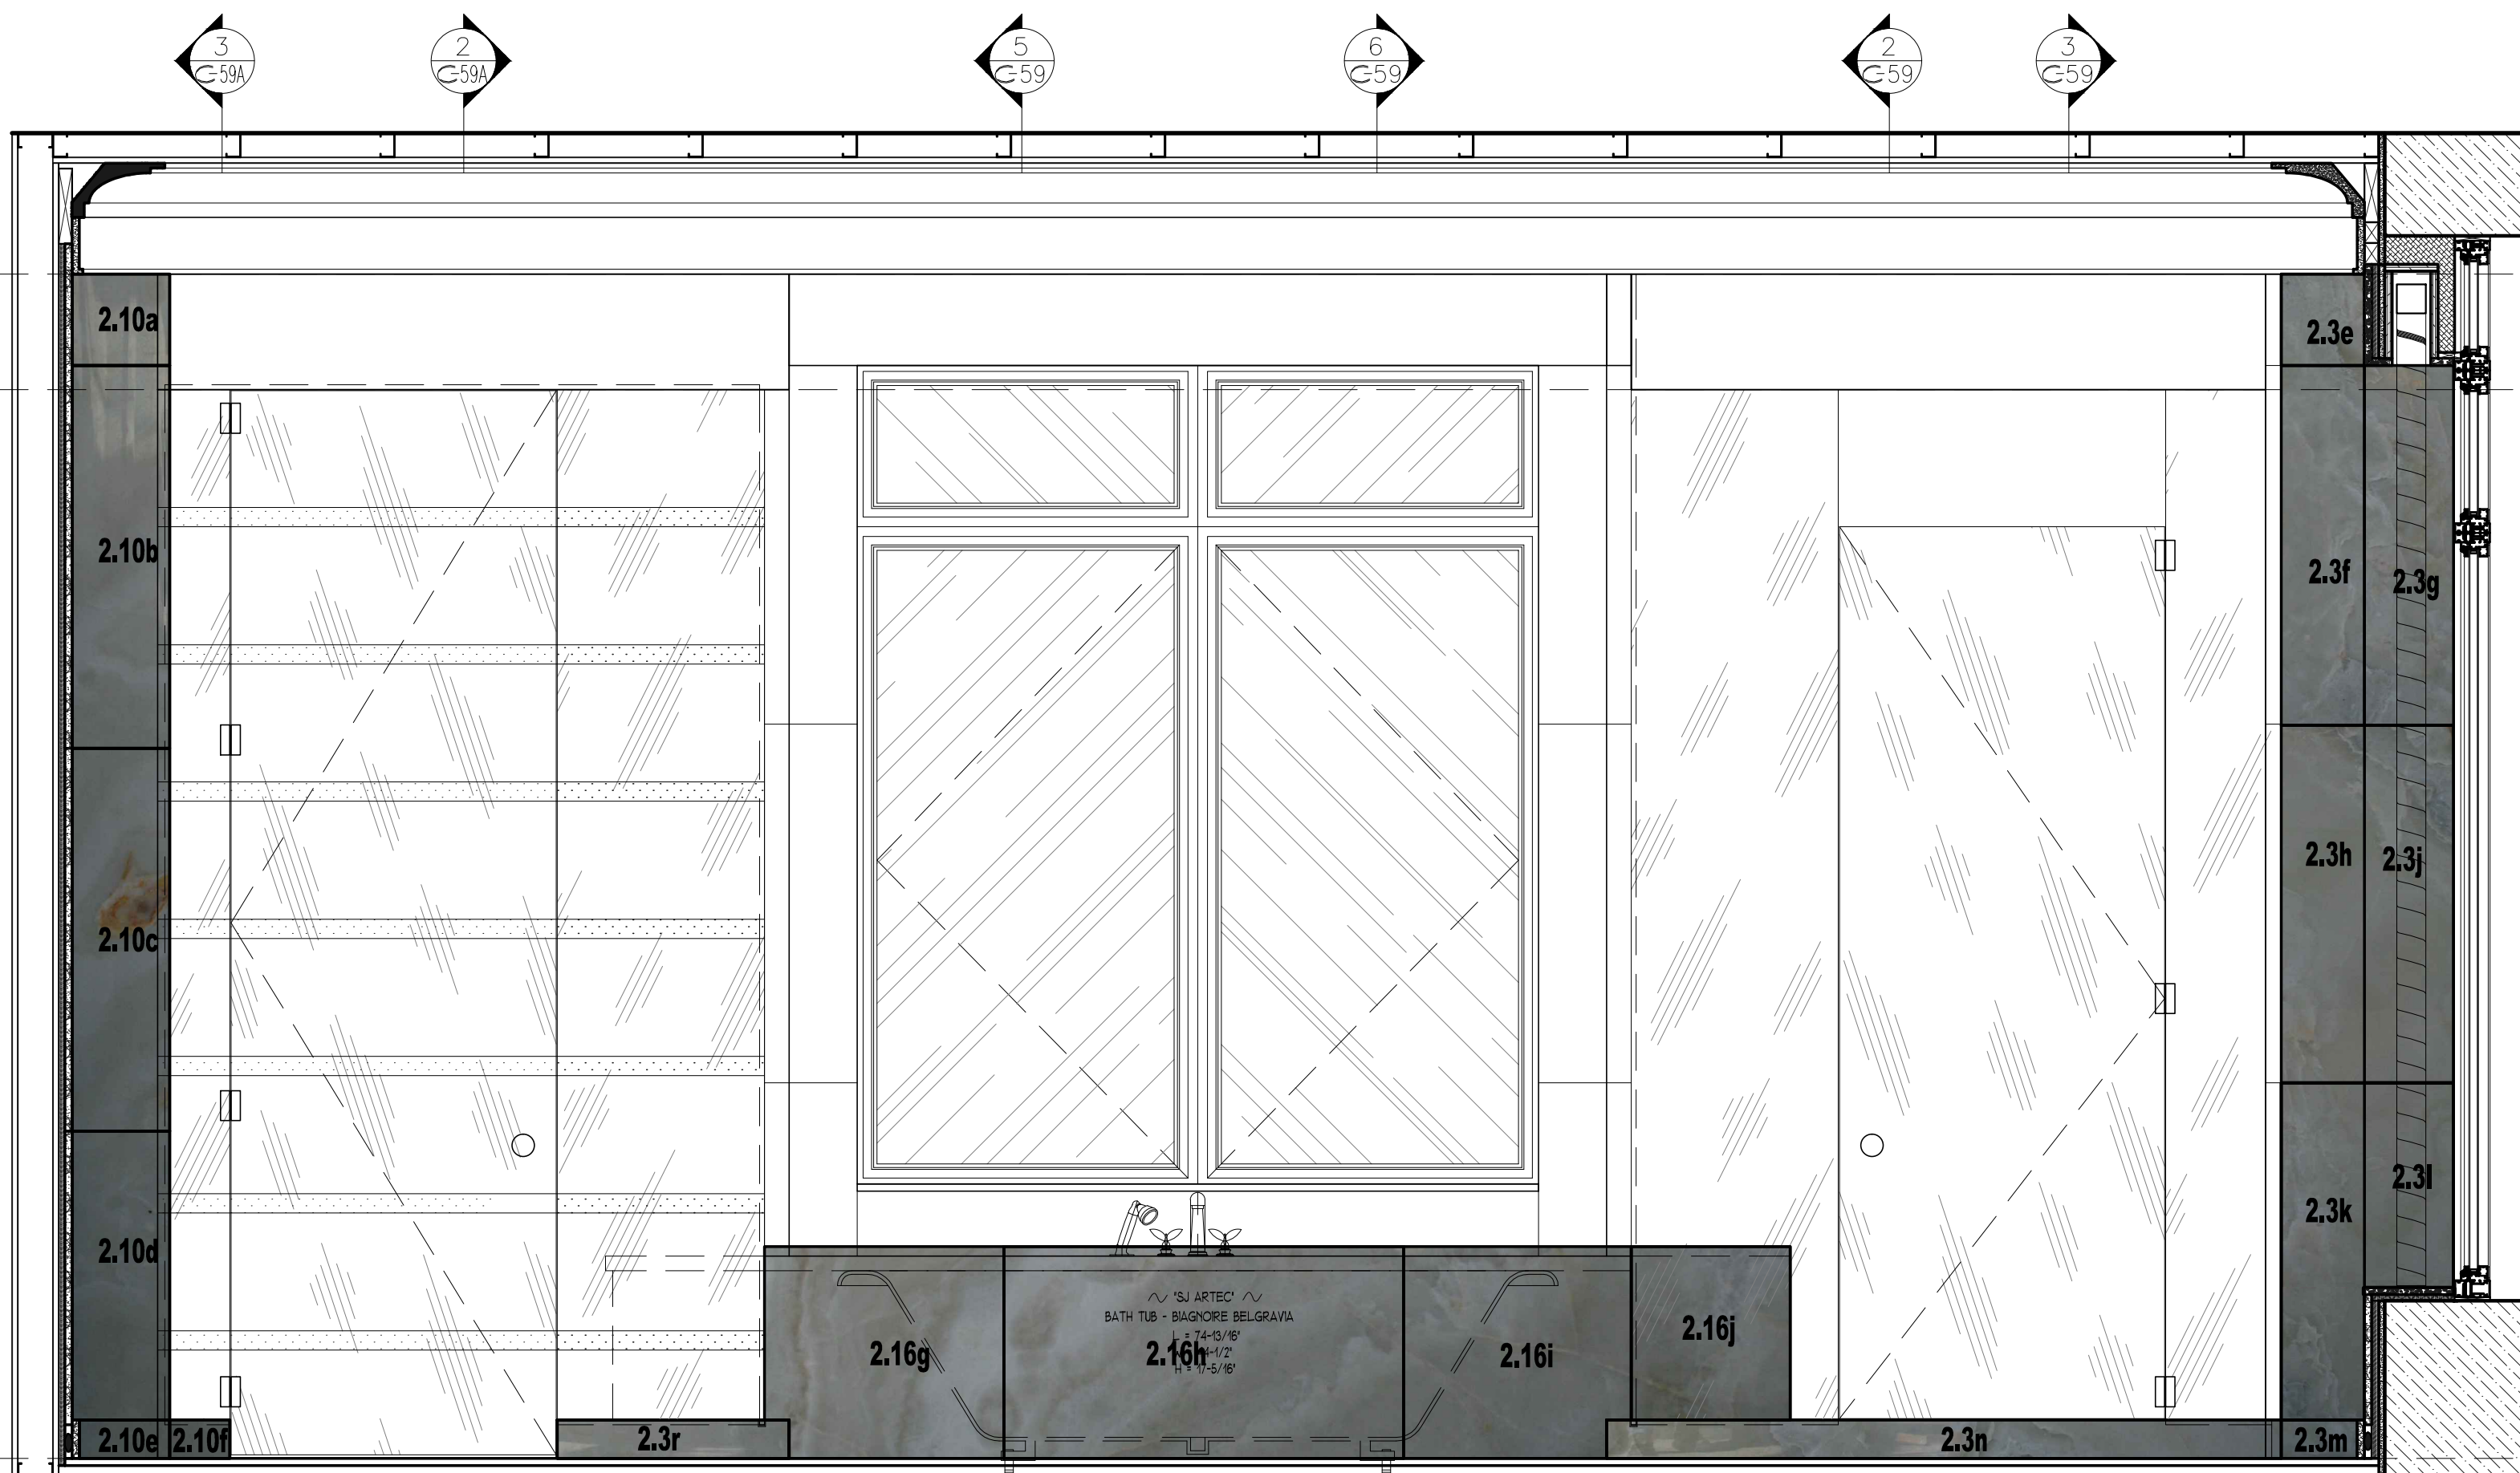 3
C-59A
2
C-59A
5
C-59
6
C-59
2
C-59
3
C-59
2.10a
2.3e
2.10b
2.3f
2.3g
2.3h
2.3j
2.10c
2.3l
2.3k
2.10d
"SJ ARTEC"
BATH TUB - BIAGNOIRE BELGRAVIA
L = 74-13/16"
2.16g
2.16h
2.16i
2.16j
H = 17-5/16"
2.10e
2.10f
2.3r
2.3n
2.3m